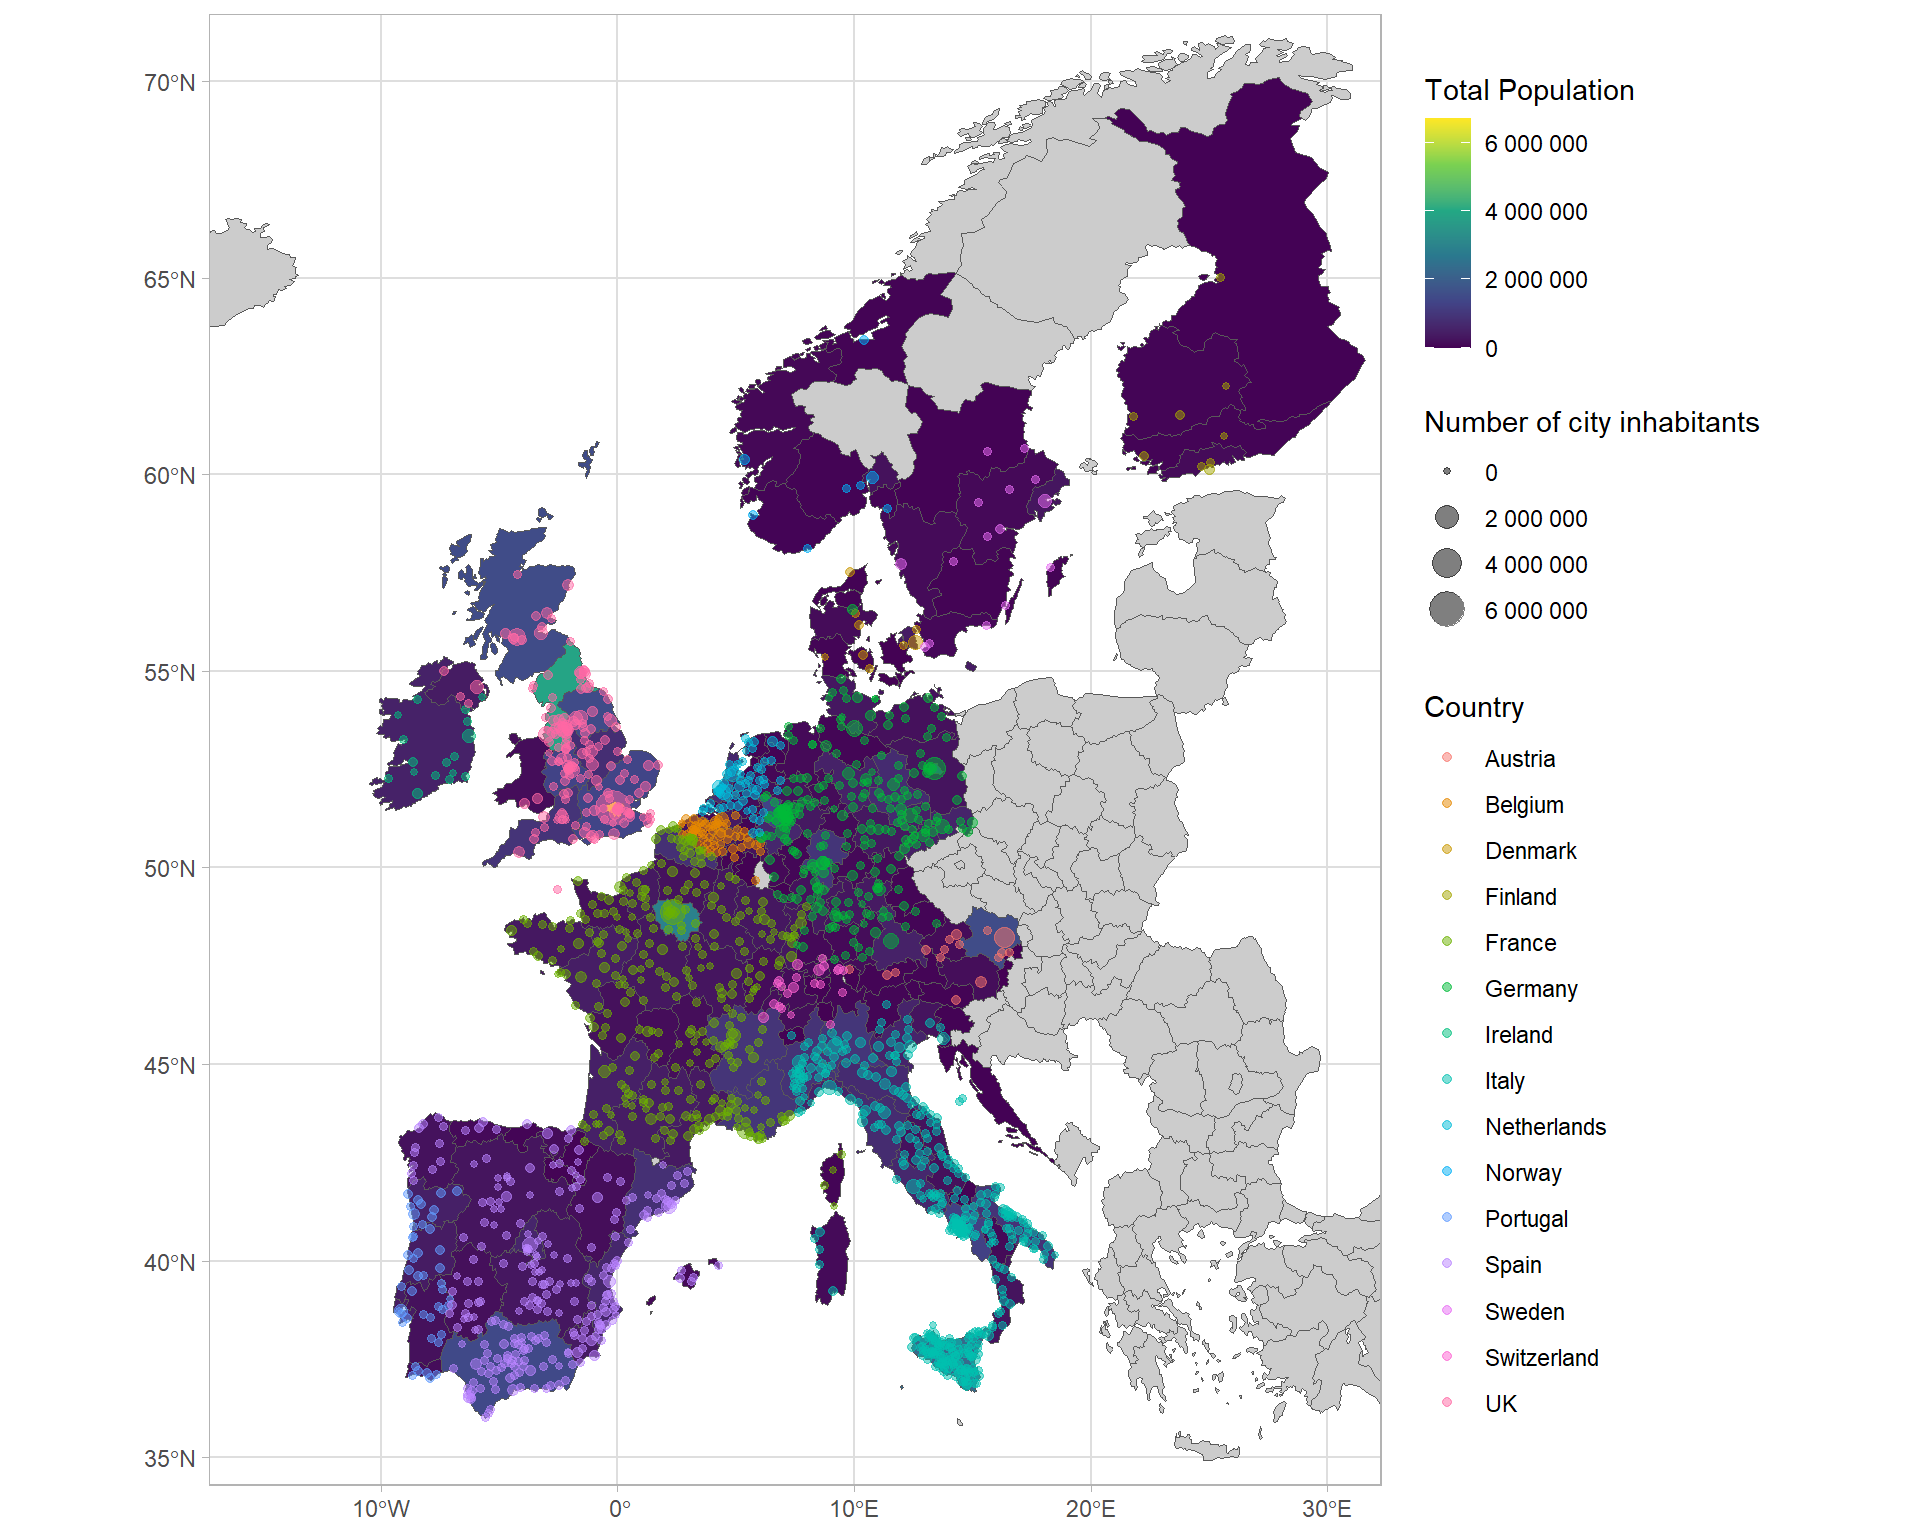 70°N
65°N
60°N
55°N
50°N
45°N
40°N
35°N
10°W
0°
10°E
20°E
30°E
Total Population
6 000 000
4 000 000
2 000 000
0
Number of city inhabitants
0
2 000 000
4 000 000
6 000 000
Country
Austria
Belgium
Denmark
Finland
France
Germany
Ireland
Italy
Netherlands
Norway
Portugal
Spain
Sweden
Switzerland
UK